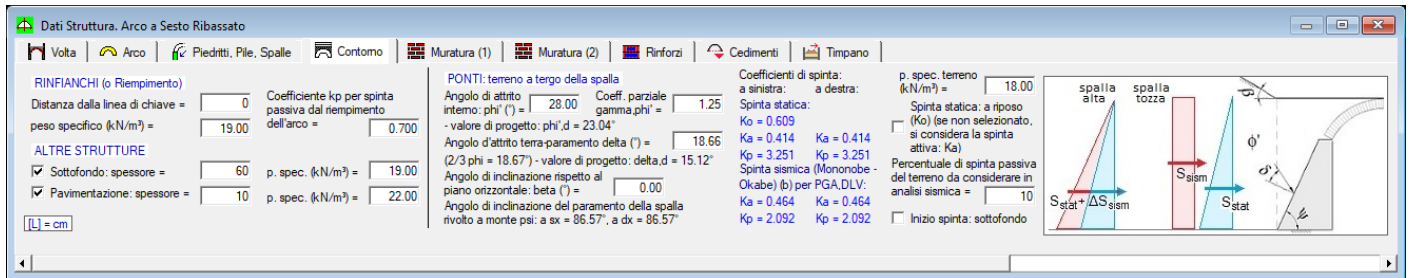 Dati Struttura. Arco a Sesto Ribassato
Volta Arco Piedritti, Pile, Spalle Contorno Muratura (1) Muratura (2) Rinforzi Cedimenti Timpano
RINFIANCHI (o Riempimento)
Distanza dalla linea di chiave = 0
peso specifico (kN/m³) = 19.00
Coefficiente kp per spinta
passiva dal riempimento
dell'arco = 0.700
ALTRE STRUTTURE
Sottofondo: spessore = 60 p. spec. (kN/m³) = 19.00
Pavimentazione: spessore = 10 p. spec. (kN/m³) = 22.00
[L] = cm
PONTI: terreno a tergo della spalla
Angolo di attrito
interno: phi' (°) = 28.00
Coeff. parziale
gamma,phi' = 1.25
- valore di progetto: phi',d = 23.04°
Angolo d'attrito terra-paramento delta (°) = 18.66
(2/3 phi = 18.67°) - valore di progetto: delta,d = 15.12°
Angolo di inclinazione rispetto al
piano orizzontale: beta (°) = 0.00
Angolo di inclinazione del paramento della spalla
rivolto a monte psi: a sx = 86.57°, a dx = 86.57°
Coefficienti di spinta:
a sinistra: a destra:
Spinta statica:
Ko = 0.609
Ka = 0.414 Ka = 0.414
Kp = 3.251 Kp = 3.251
Spinta sismica (Mononobe -
Okabe) (b) per PGA,DLV:
Ka = 0.464 Ka = 0.464
Kp = 2.092 Kp = 2.092
p. spec. terreno
(kN/m³) = 18.00
Spinta statica: a riposo
(Ko) (se non selezionato,
si considera la spinta
attiva: Ka)
Percentuale di spinta passiva
del terreno da considerare in
analisi sismica = 10
Inizio spinta: sottofondo
spalla
alta
spalla
tozza
S stat + ΔS sism
S sism
S stat
β
ϕ'
δ
ψ